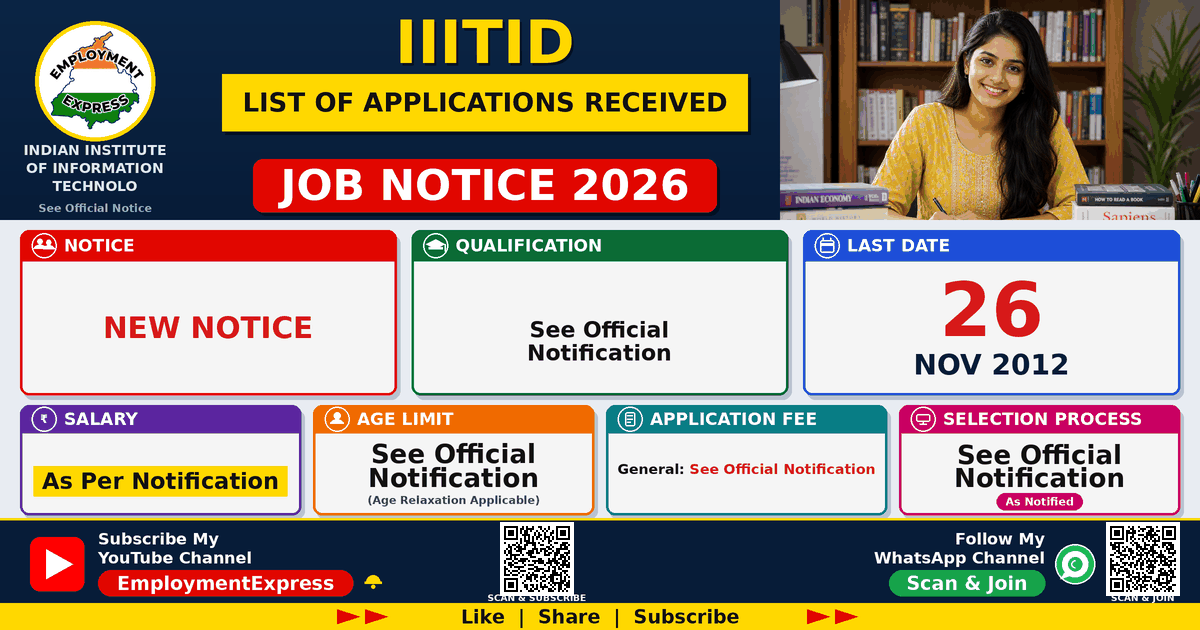 IIITID
LIST OF APPLICATIONS RECEIVED
JOB NOTICE 2026
EMPLOYMENT
EXPRESS
INDIAN INSTITUTE
OF INFORMATION
TECHNOLO
See Official Notice
INDIAN ECONOMY
HOW TO READ A BOOK
Sapiens
NOTICE
NEW NOTICE
QUALIFICATION
See Official
Notification
LAST DATE
26
NOV 2012
₹ SALARY
As Per Notification
AGE LIMIT
See Official
Notification
(Age Relaxation Applicable)
APPLICATION FEE
General: See Official Notification
SELECTION PROCESS
See Official
Notification
As Notified
Subscribe My
YouTube Channel
EmploymentExpress
SCAN & SUBSCRIBE
Follow My
WhatsApp Channel
Scan & Join
SCAN & JOIN
Like | Share | Subscribe